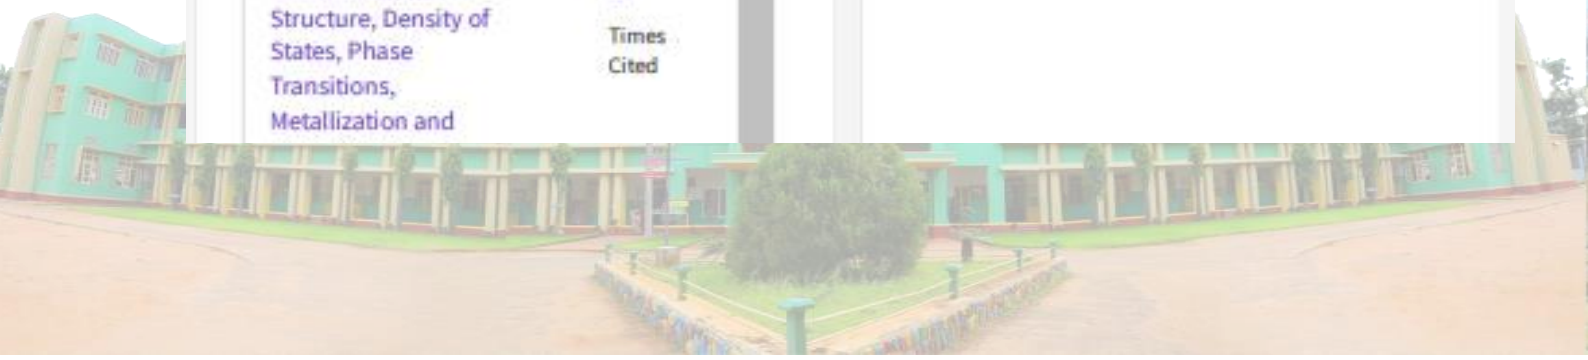 Structure, Density of
States, Phase
Transitions,
Metallization and
Times
Cited